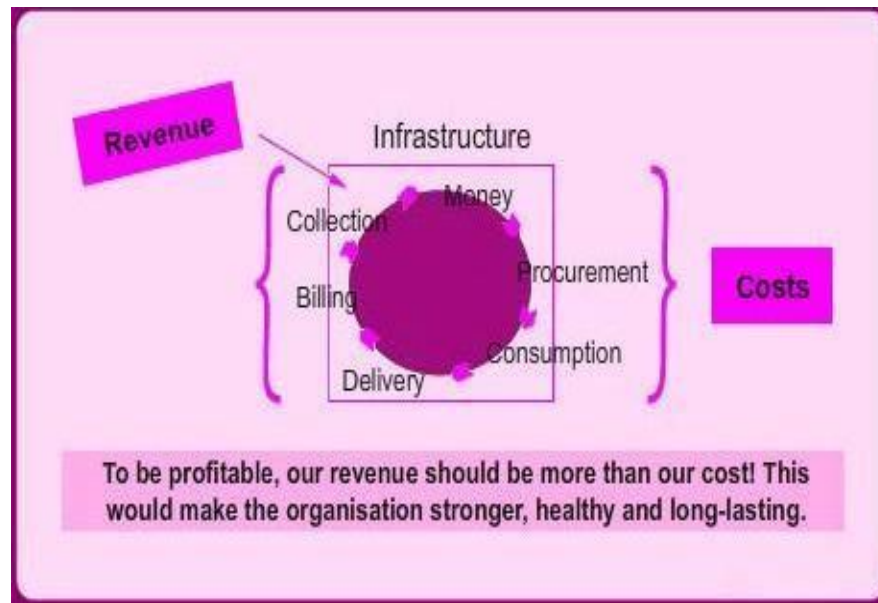 Revenue
Infrastructure
Money
Collection
Procurement
Billing
Costs
Consumption
Delivery
To be profitable, our revenue should be more than our cost! This
would make the organisation stronger, healthy and long-lasting.